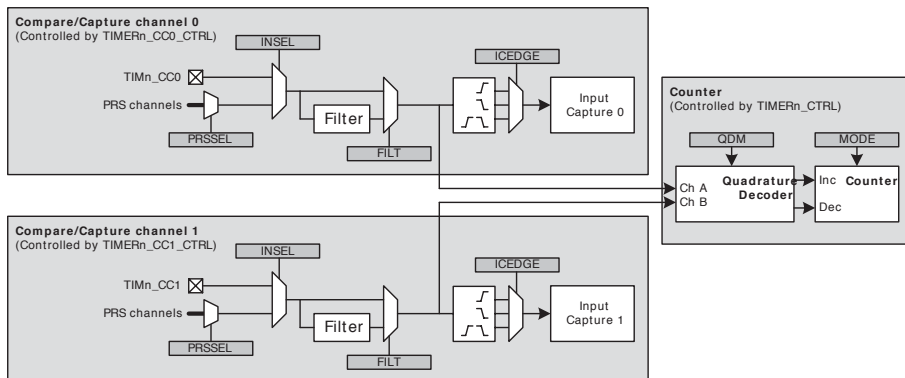 Compare/Capture channel 0
(Controlled by TIMERn_CC0_CTRL)
INSEL
ICEDGE
TIMn_CC0
PRS channels
Filter
Input
Capture 0
PRSSEL
FILT
Counter
(Controlled by TIMERn_CTRL)
QDM
MODE
Ch A
Ch B
Quadrature
Decoder
Inc
Counter
Dec
Compare/Capture channel 1
(Controlled by TIMERn_CC1_CTRL)
INSEL
ICEDGE
TIMn_CC1
PRS channels
Filter
Input
Capture 1
PRSSEL
FILT